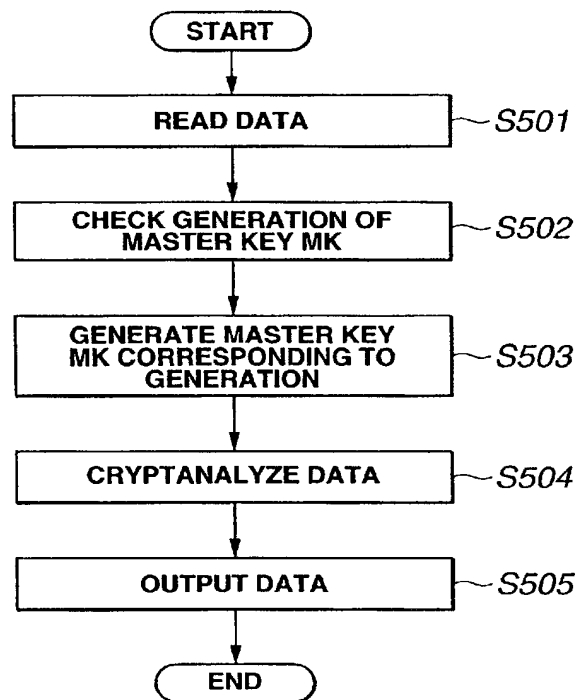 START
READ DATA
S501
CHECK GENERATION OF
MASTER KEY MK
S502
GENERATE MASTER KEY
MK CORRESPONDING TO
GENERATION
S503
CRYPTANALYZE DATA
S504
OUTPUT DATA
S505
END